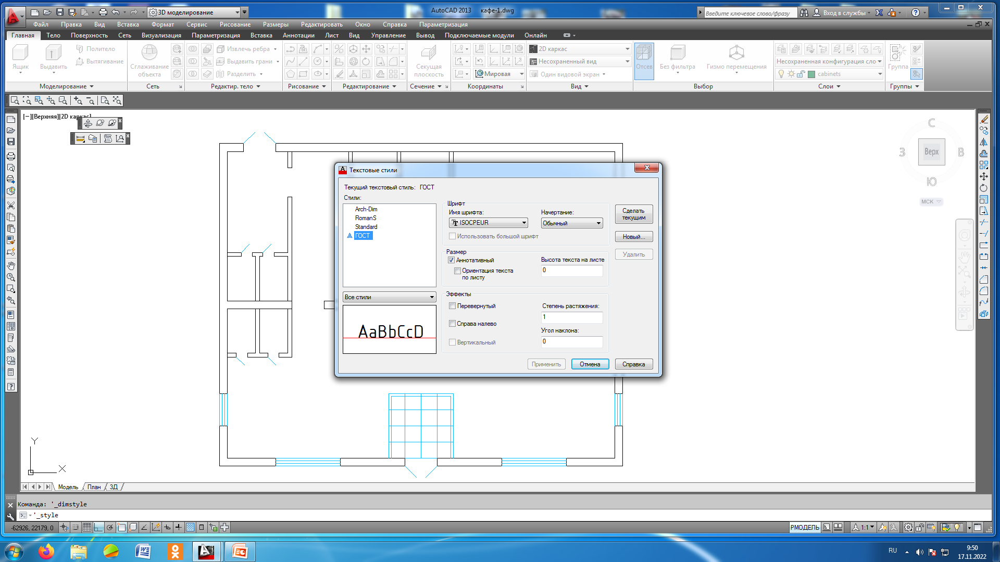 3D моделирование
AutoCAD 2013 кафе-1.dwg
Введите ключевое слово/фразу
Вход в службы
Файл Правка Вид Вставка Формат Сервис Рисование Размеры Редактировать Окно Справка Параметризация
Главная Тело Поверхность Сеть Визуализация Параметризация Вставка Аннотации Лист Вид Управление Вывод Подключаемые модули Онлайн
Ящик
Выдавить
Политело
Вытягивание
Моделирование
Сглаживание
объекта
Сеть
Извлечь ребра
Выдавить грани
Разделить
Редактир. тело
Рисование
Редактирование
Секущая
плоскость
Сечение
Мировая
Координаты
2D каркас
Несохраненный вид
Один видовой экран
Вид
Отсев
Без фильтра
Гизмо перемещения
Выбор
Несохраненная конфигурация сло
cabinets
Слои
Группа
Группы
[−][Верхняя][2D каркас]
С
З
Верх
В
Ю
МСК
Текстовые стили
Текущий текстовый стиль: ГОСТ
Стили:
Arch-Dim
RomanS
Standard
ГОСТ
Все стили
AaBbCcD
Шрифт
Имя шрифта:
ISOCPEUR
Начертание:
Обычный
Использовать большой шрифт
Размер
Аннотативный
Ориентация текста
по листу
Высота текста на листе
0
Эффекты
Перевернутый
Справа налево
Вертикальный
Степень растяжения:
1
Угол наклона:
0
Сделать
текущим
Новый...
Удалить
Применить
Отмена
Справка
Y
X
Модель План 3Д
Команда: '_dimstyle
'_style
-62926, 22179, 0
РМОДЕЛЬ
1:1
RU
9:50
17.11.2022